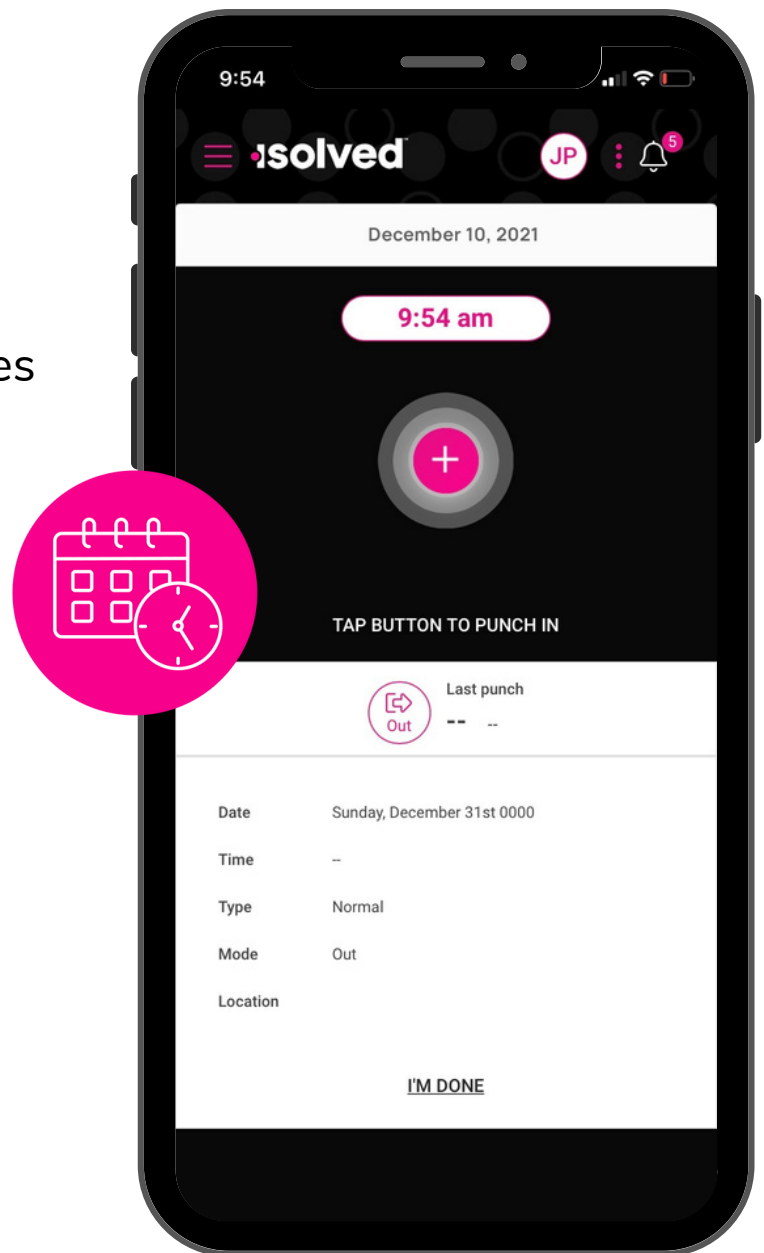 9:54
isolved
JP
5
December 10, 2021
9:54 am
es
TAP BUTTON TO PUNCH IN
Last punch
Out
-- --
Date Sunday, December 31st 0000
Time --
Type Normal
Mode Out
Location
I'M DONE